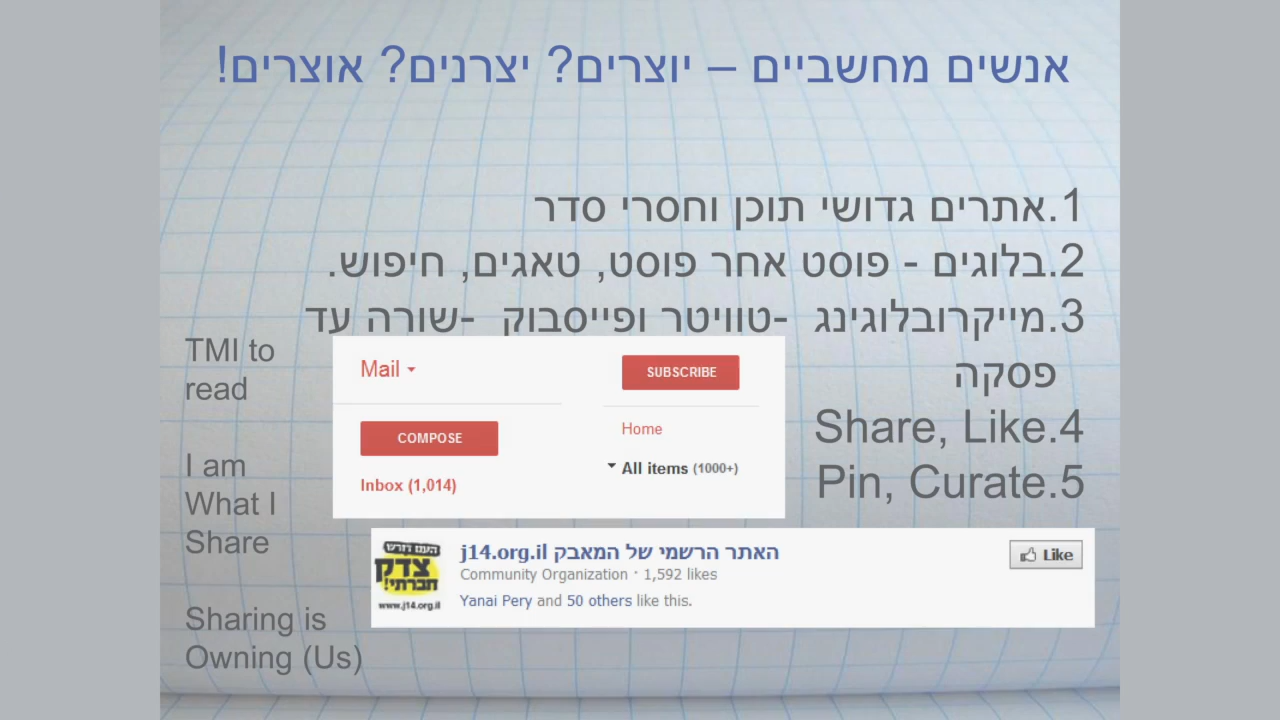 אנשים מחשביים – יוצרים? יצרנים? אוצרים!
1.אתרים גדושי תוכן וחסרי סדר
2.בלוגים - פוסט אחר פוסט, טאגים, חיפוש.
3.מייקרובלוגינג -טוויטר ופייסבוק -שורה עד
פסקה
4.Share, Like
5.Pin, Curate
TMI to
read
I am
What I
Share
Sharing is
Owning (Us)
Mail
COMPOSE
Inbox (1,014)
SUBSCRIBE
Home
All items (1000+)
העם דורש
צדק
חברתי!
www.j14.org.il
j14.org.il האתר הרשמי של המאבק
Community Organization · 1,592 likes
Yanai Pery and 50 others like this.
Like